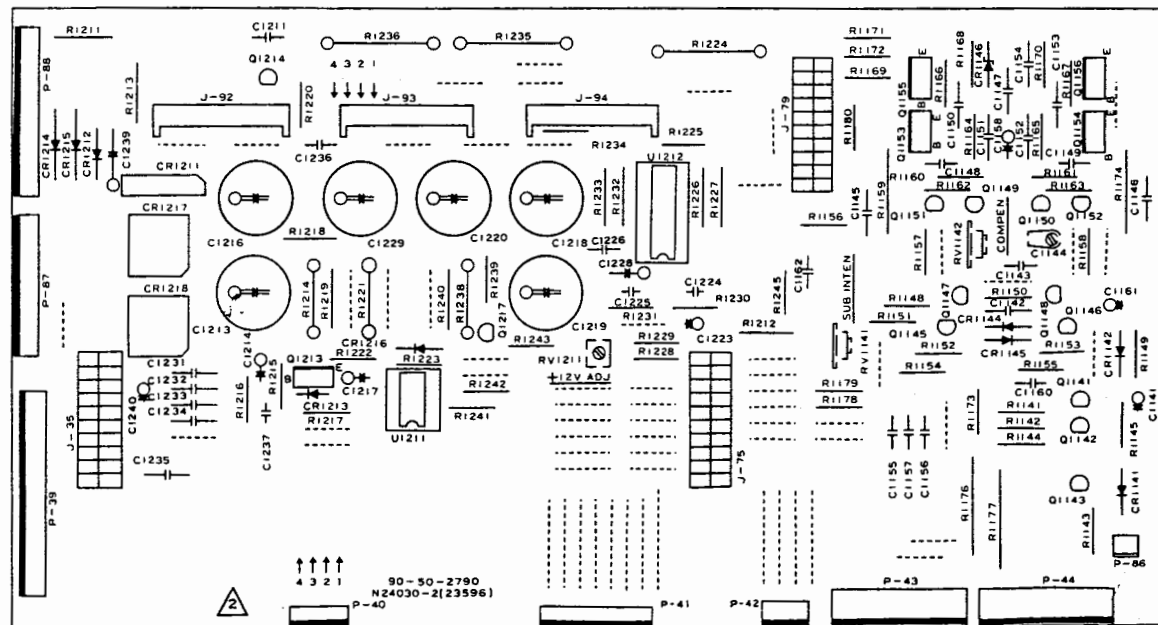 R1211
C1211
R1236
R1235
R1224
R1171
R1172
R1169
R1168
CR1146
C1154
R1170
C1153
P-88
Q1214
4 3 2 1
R1213
R1220
J-92
J-93
J-94
J-79
R1180
Q1155
E
B
R1166
C1147
R1167
Q1156
E
B
CR1214
CR1215
CR1212
C1239
CR1211
C1236
R1234
R1225
U1212
Q1153
E
B
C1150
R1164
C1151
C1158
C1152
R1165
C1149
Q1154
B
R1160
C1148
R1161
R1162
Q1149
R1163
R1174
C1146
R1233
R1232
R1226
R1227
C1145
R1159
R1156
Q1151
Q1150
Q1152
CR1217
C1216
R1218
C1229
C1220
C1218
C1226
R1157
RV1142
COMPEN
C1144
R1158
P-87
CR1218
C1213
R1214
R1219
R1221
R1240
R1238
R1239
Q1217
C1228
C1225
C1224
R1230
R1231
C1162
R1245
SUB INTEN
C1143
R1148
Q1147
R1150
C1142
Q1148
C1161
Q1146
C1214
C1216
C1219
R1243
C1223
R1212
R1151
CR1144
Q1145
R1152
CR1145
R1153
CR1142
R1149
C1231
C1232
C1233
C1234
C1240
R1216
R1215
Q1213
B
E
R1222
R1223
C1217
RV1211
+12V ADJ
R1229
R1228
RV1141
R1154
R1155
C1160
Q1141
C1141
R1242
R1179
R1178
R1173
R1141
R1142
R1144
Q1142
R1145
CR1213
R1217
C1237
U1211
R1241
J-35
C1235
J-75
C1155
C1157
C1156
R1176
R1177
Q1143
CR1141
R1143
P-39
P-86
4 3 2 1
90-50-2790
N24030-2(23596)
2
P-40
P-41
P-42
P-43
P-44